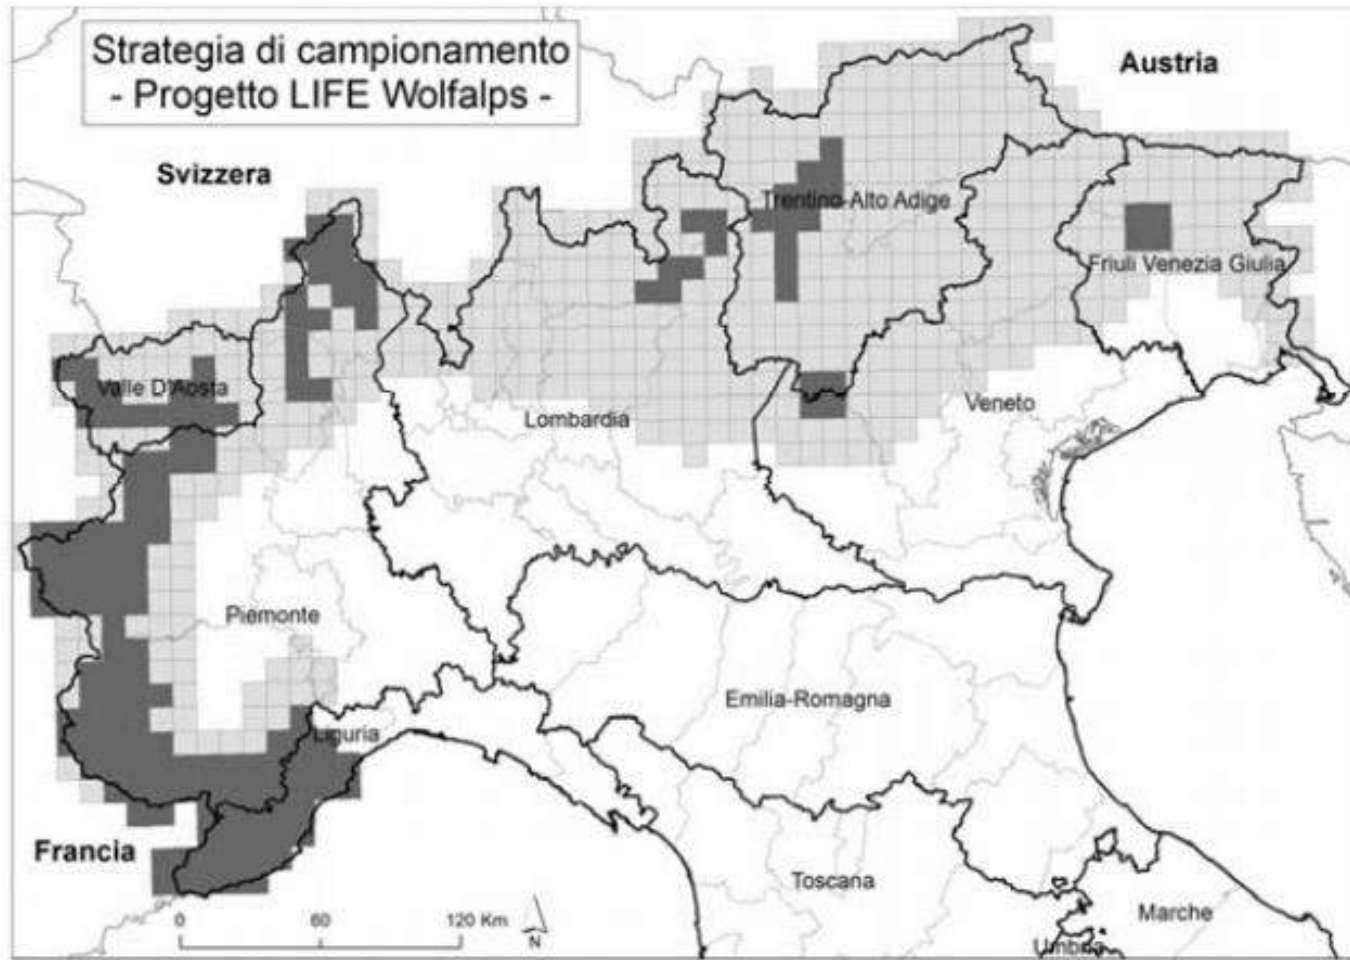 Strategia di campionamento
- Progetto LIFE Wolfalps -
Austria
Svizzera
Trentino-Alto Adige
Friuli Venezia Giulia
Valle D'Aosta
Lombardia
Veneto
Piemonte
Emilia-Romagna
Liguria
Francia
Toscana
Marche
0 60 120 Km
N
Umbria